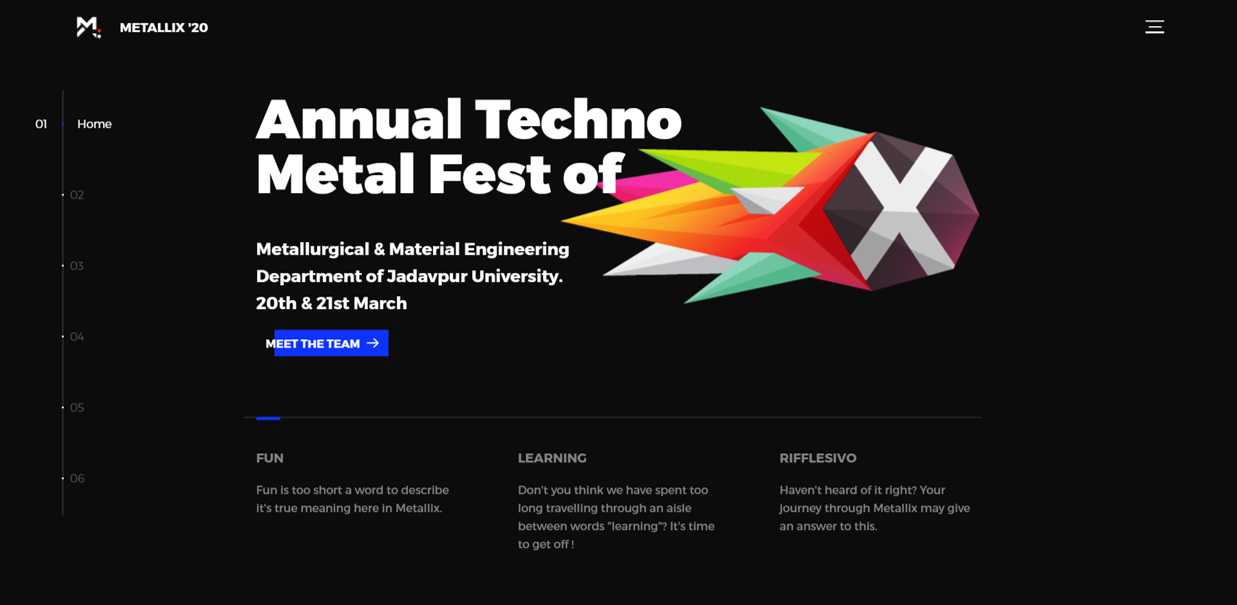 METALLIX '20
01 Home
02
03
04
05
06
Annual Techno
Metal Fest of
Metallurgical & Material Engineering
Department of Jadavpur University.
20th & 21st March
MEET THE TEAM →
FUN
Fun is too short a word to describe
it's true meaning here in Metallix.
LEARNING
Don't you think we have spent too
long travelling through an aisle
between words "learning"? It's time
to get off !
RIFFLESIVO
Haven't heard of it right? Your
journey through Metallix may give
an answer to this.